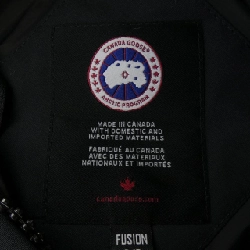 CANADA GOOSE
ARCTIC PROGRAM
MADE IN CANADA
WITH DOMESTIC AND
IMPORTED MATERIALS
FABRIQUÉ AU CANADA
AVEC DES MATERIAUX
NATIONAUX ET IMPORTÉS
canadagoose.com
FUSION